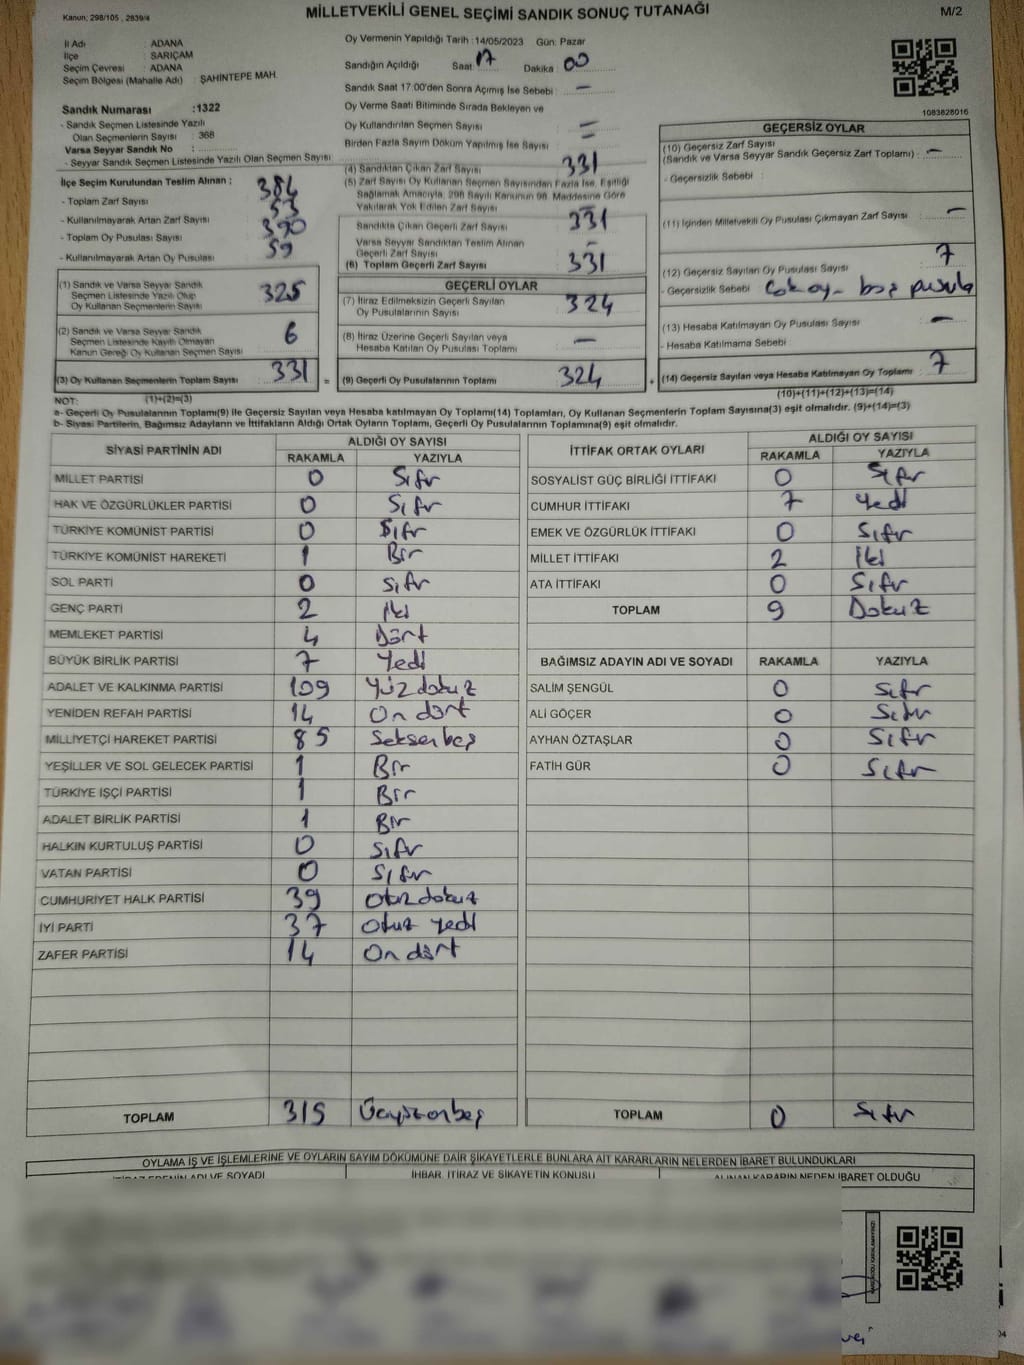 Kanun; 298/105 , 2839/4
MİLLETVEKİLİ GENEL SEÇİMİ SANDIK SONUÇ TUTANAĞI
M/2
İl Adı : ADANA
İlçe : SARIÇAM
Seçim Çevresi : ADANA
Seçim Bölgesi (Mahalle Adı) : ŞAHİNTEPE MAH.
Sandık Numarası :1322
- Sandık Seçmen Listesinde Yazılı
Olan Seçmenlerin Sayısı : 368
Varsa Seyyar Sandık No :
- Seyyar Sandık Seçmen Listesinde Yazılı Olan Seçmen Sayısı :
İlçe Seçim Kurulundan Teslim Alınan ;
- Toplam Zarf Sayısı : 384
- Kullanılmayarak Artan Zarf Sayısı : 53
- Toplam Oy Pusulası Sayısı : 390
- Kullanılmayarak Artan Oy Pusulası : 59
(1) Sandık ve Varsa Seyyar Sandık
Seçmen Listesinde Yazılı Olup
Oy Kullanan Seçmenlerin Sayısı : 325
(2) Sandık ve Varsa Seyyar Sandık
Seçmen Listesinde Kayıtlı Olmayan
Kanun Gereği Oy Kullanan Seçmen Sayısı : 6
(3) Oy Kullanan Seçmenlerin Toplam Sayısı : 331
Oy Vermenin Yapıldığı Tarih : 14/05/2023 Gün: Pazar
Sandığın Açıldığı Saat 17 Dakika : 00
Sandık Saat 17:00'den Sonra Açımış İse Sebebi : —
Oy Verme Saati Bitiminde Sırada Bekleyen ve
Oy Kullandırılan Seçmen Sayısı : —
Birden Fazla Sayım Döküm Yapılmış İse Sayısı : —
(4) Sandıktan Çıkan Zarf Sayısı : 331
(5) Zarf Sayısı Oy Kullanan Seçmen Sayısından Fazla İse, Eşitliği
Sağlamak Amacıyla, 298 Sayılı Kanunun 98. Maddesine Göre
Yakılarak Yok Edilen Zarf Sayısı : —
Sandıkta Çıkan Geçerli Zarf Sayısı : 331
Varsa Seyyar Sandıktan Teslim Alınan
Geçerli Zarf Sayısı : —
(6) Toplam Geçerli Zarf Sayısı : 331
GEÇERLİ OYLAR
(7) İtiraz Edilmeksizin Geçerli Sayılan
Oy Pusulalarının Sayısı : 324
(8) İtiraz Üzerine Geçerli Sayılan veya
Hesaba Katılan Oy Pusulası Toplamı : —
= (9) Geçerli Oy Pusulalarının Toplamı : 324 +
1083828016
GEÇERSİZ OYLAR
(10) Geçersiz Zarf Sayısı
(Sandık ve Varsa Seyyar Sandık Geçersiz Zarf Toplamı) : —
- Geçersizlik Sebebi :
(11) İçinden Milletvekili Oy Pusulası Çıkmayan Zarf Sayısı : —
(12) Geçersiz Sayılan Oy Pusulası Sayısı : 7
- Geçersizlik Sebebi Çok oy - boş pusula
(13) Hesaba Katılmayan Oy Pusulası Sayısı : —
- Hesaba Katılmama Sebebi :
(14) Geçersiz Sayılan veya Hesaba Katılmayan Oy Toplamı : 7
NOT: (1)+(2)=(3)
(10)+(11)+(12)+(13)=(14)
a- Geçerli Oy Pusulalarının Toplamı(9) ile Geçersiz Sayılan veya Hesaba katılmayan Oy Toplamı(14) Toplamları, Oy Kullanan Seçmenlerin Toplam Sayısına(3) eşit olmalıdır. (9)+(14)=(3)
b- Siyasi Partilerin, Bağımsız Adayların ve İttifakların Aldığı Ortak Oyların Toplamı, Geçerli Oy Pusulalarının Toplamına(9) eşit olmalıdır.
SİYASİ PARTİNİN ADI ALDIĞI OY SAYISI
RAKAMLA YAZIYLA
MİLLET PARTİSİ 0 Sıfır
HAK VE ÖZGÜRLÜKLER PARTİSİ 0 Sıfır
TÜRKİYE KOMÜNİST PARTİSİ 0 Sıfır
TÜRKİYE KOMÜNİST HAREKETİ 1 Bir
SOL PARTİ 0 Sıfır
GENÇ PARTİ 2 iki
MEMLEKET PARTİSİ 4 Dört
BÜYÜK BİRLİK PARTİSİ 7 Yedi
ADALET VE KALKINMA PARTİSİ 109 Yüz dokuz
YENİDEN REFAH PARTİSİ 14 On dört
MİLLİYETÇİ HAREKET PARTİSİ 85 Seksen beş
YEŞİLLER VE SOL GELECEK PARTİSİ 1 Bir
TÜRKİYE İŞÇİ PARTİSİ 1 Bir
ADALET BİRLİK PARTİSİ 1 Bir
HALKIN KURTULUŞ PARTİSİ 0 Sıfır
VATAN PARTİSİ 0 Sıfır
CUMHURİYET HALK PARTİSİ 39 Otuz dokuz
İYİ PARTİ 37 Otuz yedi
ZAFER PARTİSİ 14 On dört
TOPLAM 315 Üçyüzonbeş
İTTİFAK ORTAK OYLARI ALDIĞI OY SAYISI
RAKAMLA YAZIYLA
SOSYALİST GÜÇ BİRLİĞİ İTTİFAKI 0 Sıfır
CUMHUR İTTİFAKI 7 Yedi
EMEK VE ÖZGÜRLÜK İTTİFAKI 0 Sıfır
MİLLET İTTİFAKI 2 İki
ATA İTTİFAKI 0 Sıfır
TOPLAM 9 Dokuz
BAĞIMSIZ ADAYIN ADI VE SOYADI RAKAMLA YAZIYLA
SALİM ŞENGÜL 0 Sıfır
ALİ GÖÇER 0 Sıfır
AYHAN ÖZTAŞLAR 0 Sıfır
FATİH GÜR 0 Sıfır
TOPLAM 0 Sıfır
OYLAMA İŞ VE İŞLEMLERİNE VE OYLARIN SAYIM DÖKÜMÜNE DAİR ŞİKAYETLERLE BUNLARA AİT KARARLARIN NELERDEN İBARET BULUNDUKLARI
İTİRAZ EDENİN ADI VE SOYADI İHBAR, İTİRAZ VE ŞİKAYETİN KONUSU ALINAN KARARIN NEDEN İBARET OLDUĞU